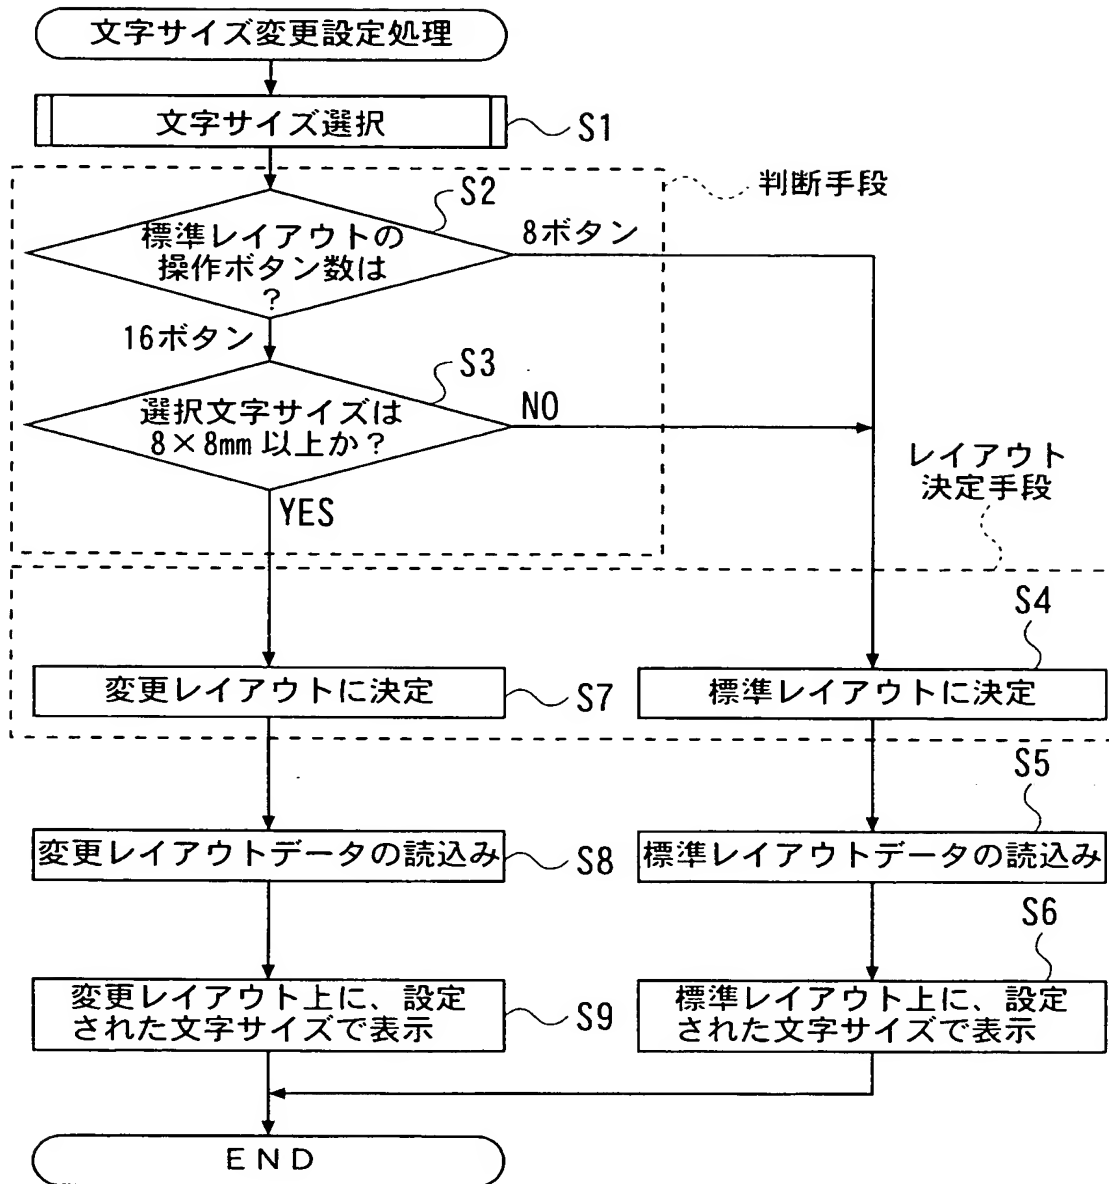 文字サイズ変更設定処理
文字サイズ選択
S1
判断手段
S2
標準レイアウトの
操作ボタン数は
?
8ボタン
16ボタン
S3
選択文字サイズは
8×8mm以上か?
NO
YES
レイアウト
決定手段
S4
変更レイアウトに決定
S7
標準レイアウトに決定
S5
変更レイアウトデータの読込み
S8
標準レイアウトデータの読込み
S6
変更レイアウト上に、設定
された文字サイズで表示
S9
標準レイアウト上に、設定
された文字サイズで表示
END